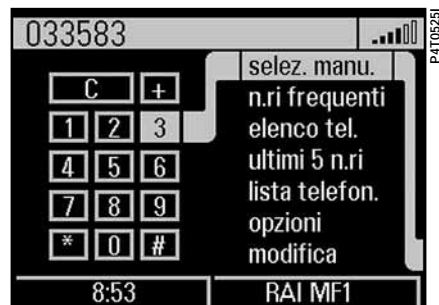 033583
P4T0525I
selez. manu.
C +
n.ri frequenti
1 2 3
elenco tel.
4 5 6
ultimi 5 n.ri
7 8 9
lista telefon.
* 0 #
opzioni
modifica
8:53
RAI MF1